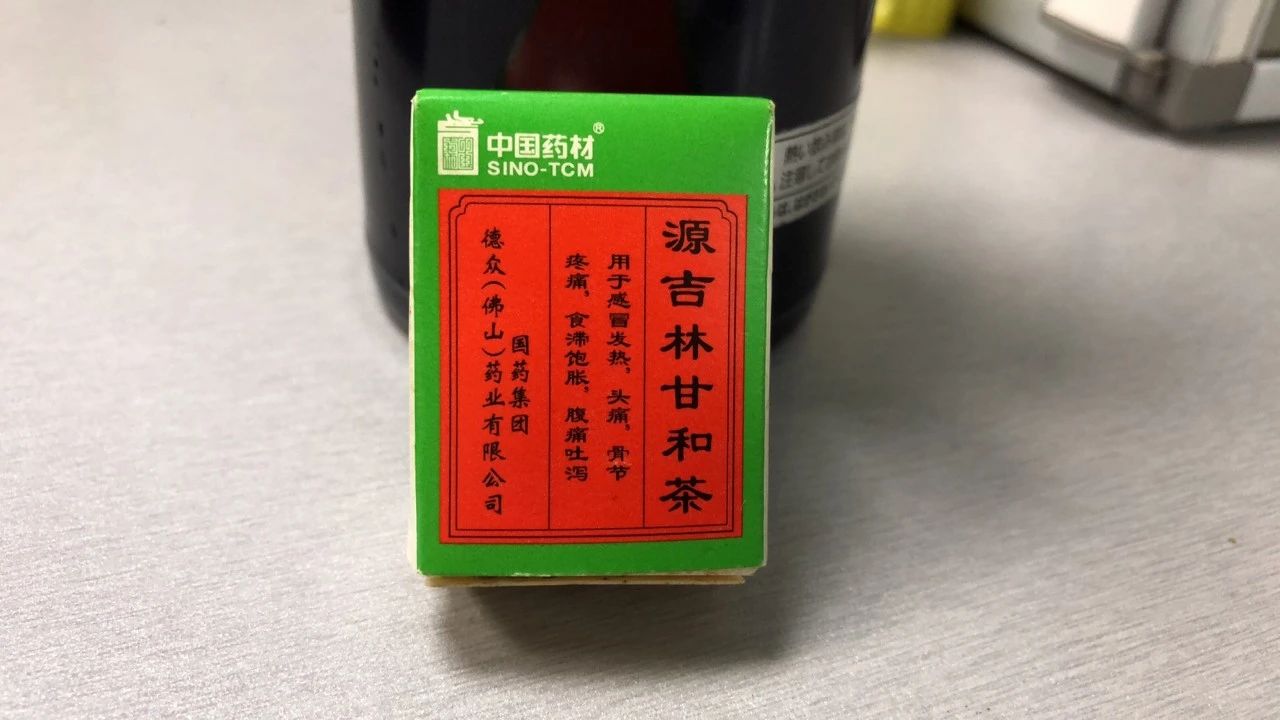 中国药材®
SINO-TCM
源吉林甘和茶
用于感冒发热,头痛,骨节
疼痛,食滞饱胀,腹痛吐泻
国药集团
德众(佛山)药业有限公司